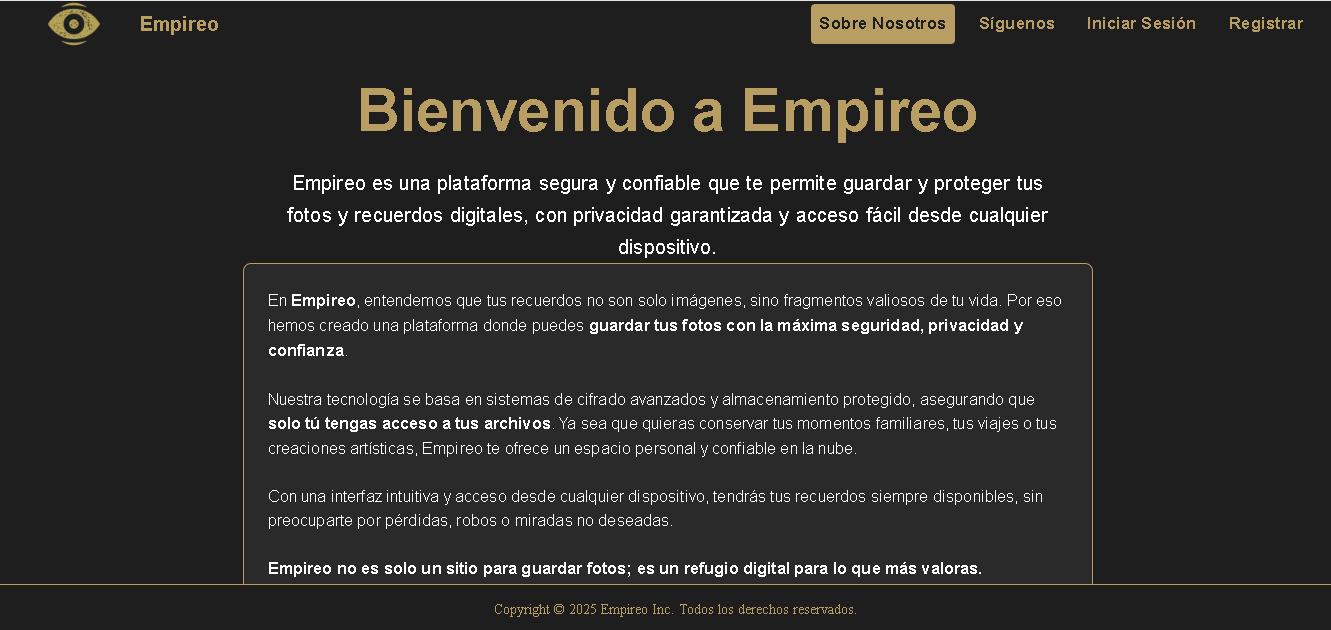 Empireo
Sobre Nosotros
Síguenos
Iniciar Sesión
Registrar
Bienvenido a Empireo
Empireo es una plataforma segura y confiable que te permite guardar y proteger tus
fotos y recuerdos digitales, con privacidad garantizada y acceso fácil desde cualquier
dispositivo.
En Empireo, entendemos que tus recuerdos no son solo imágenes, sino fragmentos valiosos de tu vida. Por eso
hemos creado una plataforma donde puedes guardar tus fotos con la máxima seguridad, privacidad y
confianza.
Nuestra tecnología se basa en sistemas de cifrado avanzados y almacenamiento protegido, asegurando que
solo tú tengas acceso a tus archivos. Ya sea que quieras conservar tus momentos familiares, tus viajes o tus
creaciones artísticas, Empireo te ofrece un espacio personal y confiable en la nube.
Con una interfaz intuitiva y acceso desde cualquier dispositivo, tendrás tus recuerdos siempre disponibles, sin
preocuparte por pérdidas, robos o miradas no deseadas.
Empireo no es solo un sitio para guardar fotos; es un refugio digital para lo que más valoras.
Copyright © 2025 Empireo Inc. Todos los derechos reservados.